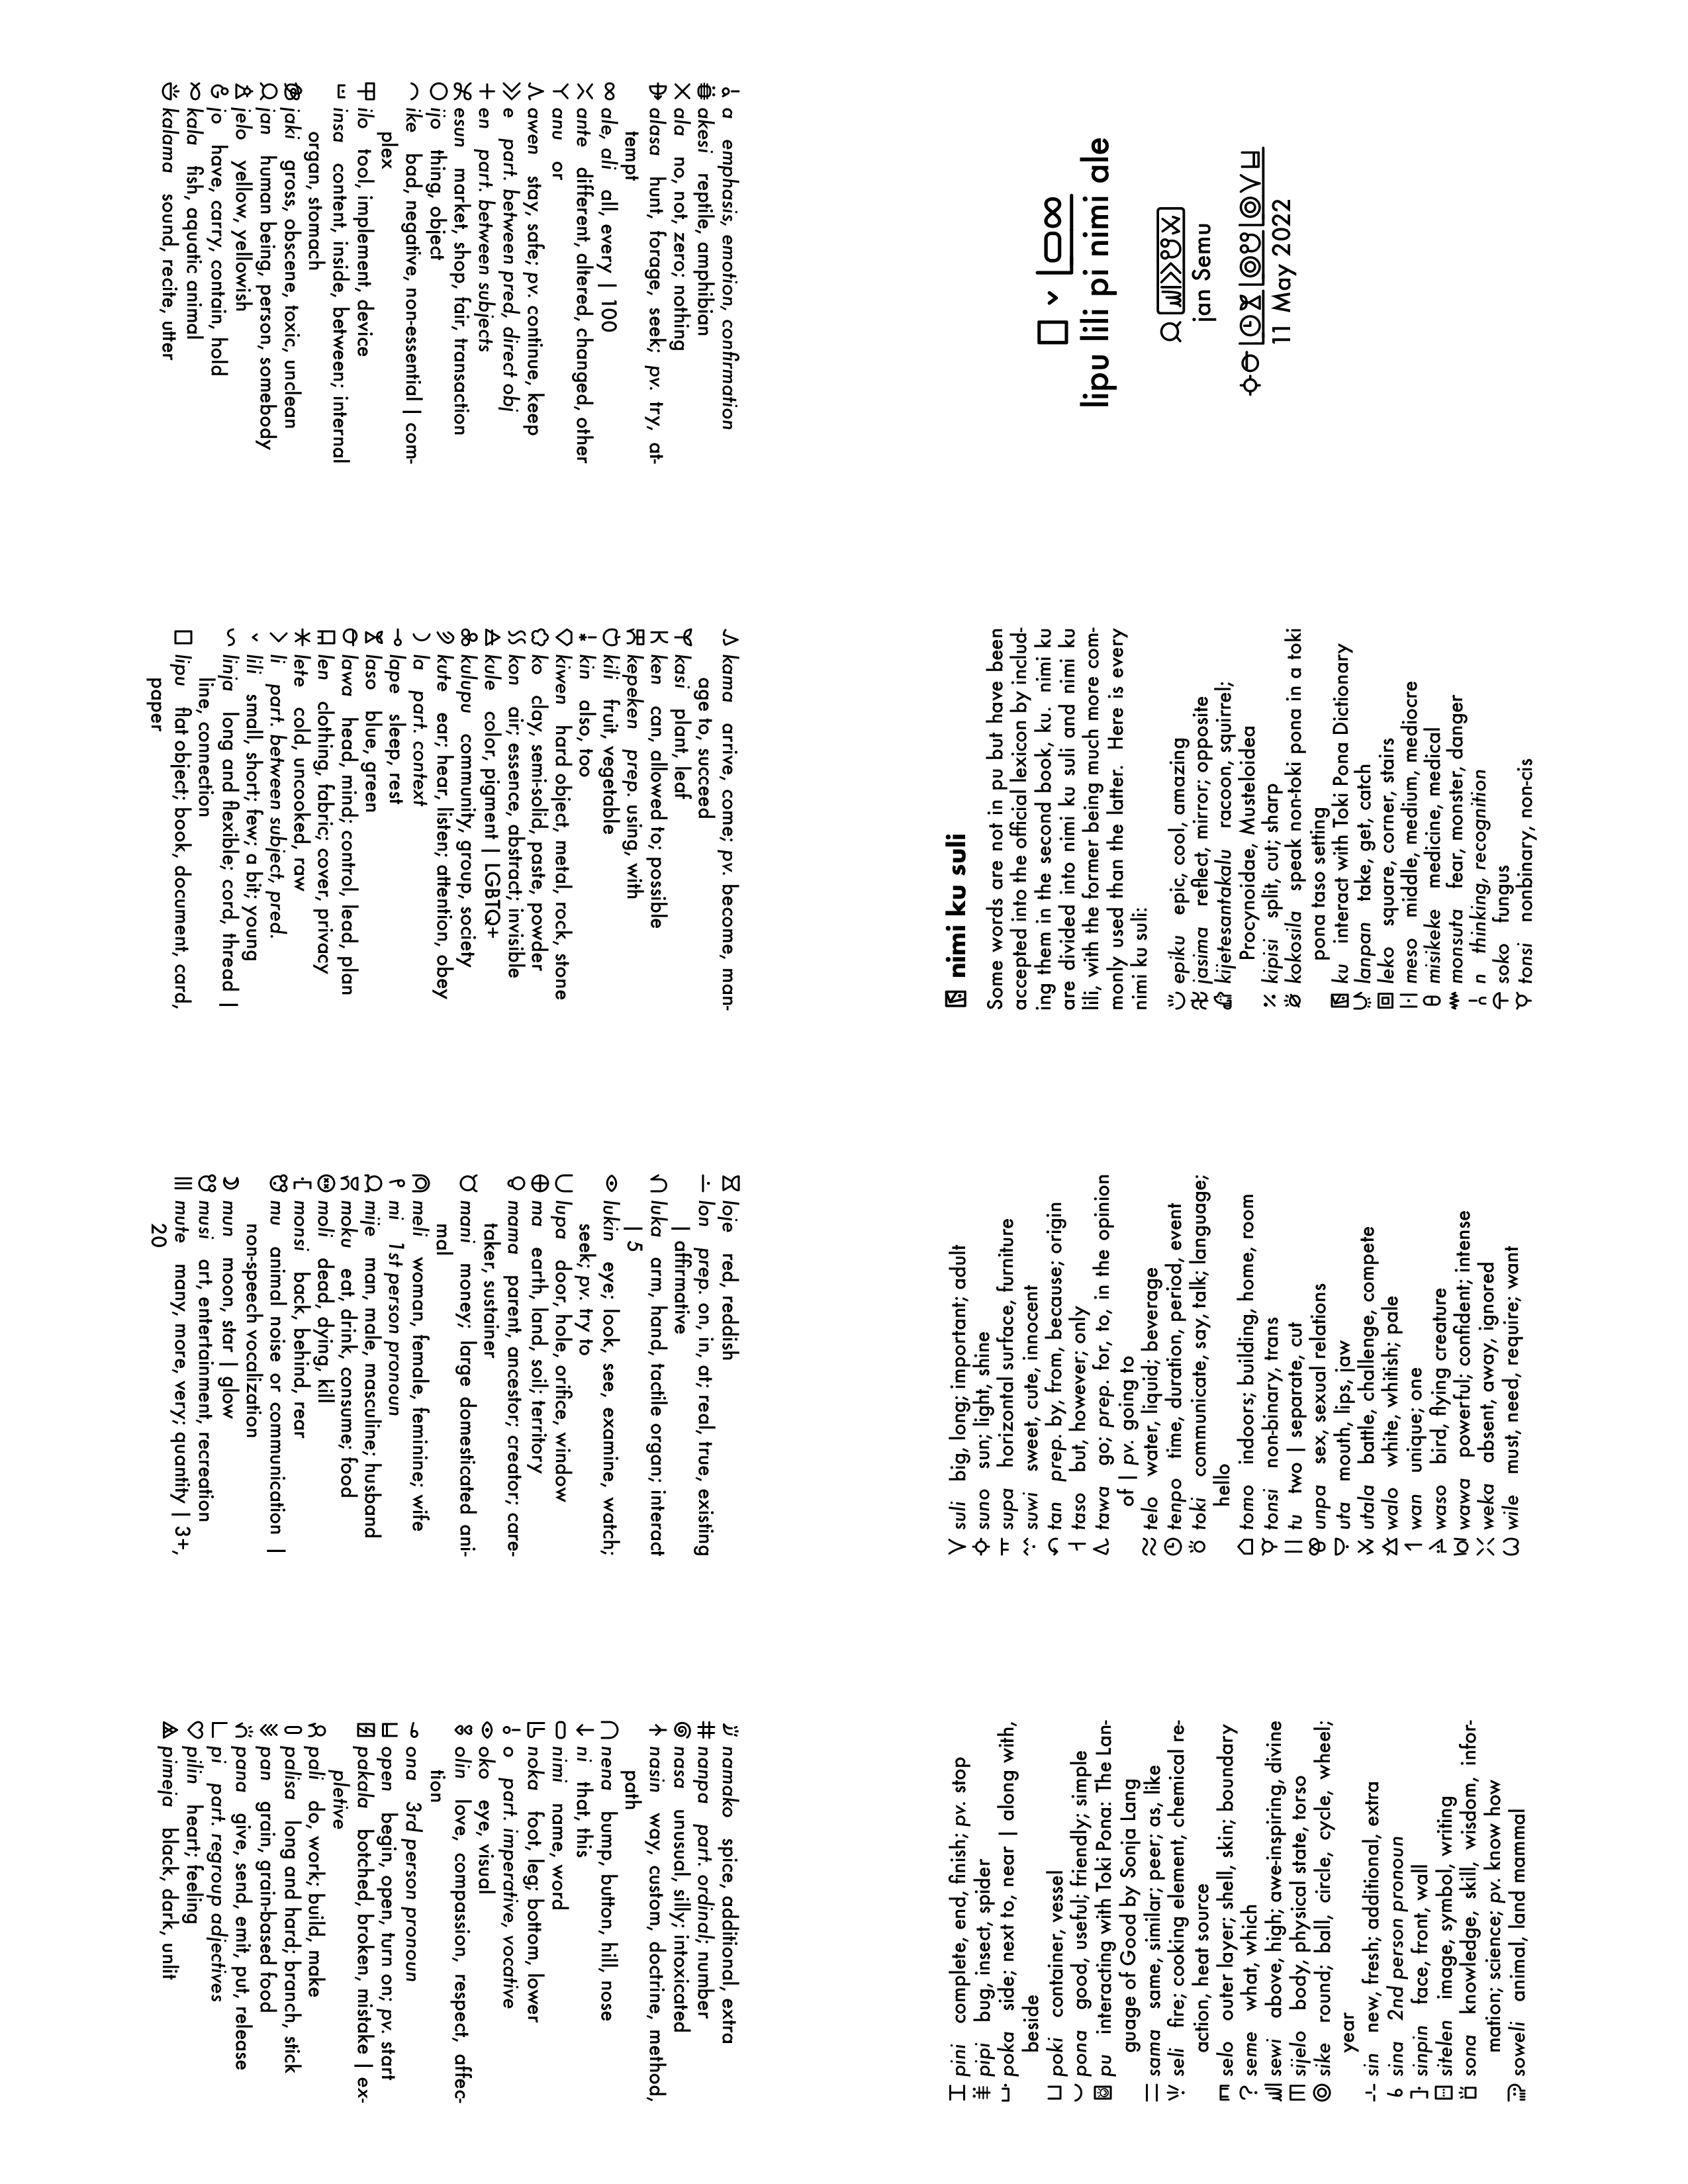 lipu lili pi nimi ale
jan Semu
11 May 2022
a emphasis, emotion, confirmation
akesi reptile, amphibian
ala no, not, zero; nothing
alasa hunt, forage, seek; pv. try, at-
tempt
ale, ali all, every | 100
ante different, altered, changed, other
anu or
awen stay, safe; pv. continue, keep
e part. between pred, direct obj
en part. between subjects
esun market, shop, fair, transaction
ijo thing, object
ike bad, negative, non-essential | com-
plex
ilo tool, implement, device
insa content, inside, between; internal
organ, stomach
jaki gross, obscene, toxic, unclean
jan human being, person, somebody
jelo yellow, yellowish
jo have, carry, contain, hold
kala fish, aquatic animal
kalama sound, recite, utter
kama arrive, come; pv. become, man-
age to, succeed
kasi plant, leaf
ken can, allowed to; possible
kepeken prep. using, with
kili fruit, vegetable
kin also, too
kiwen hard object, metal, rock, stone
ko clay, semi-solid, paste, powder
kon air; essence, abstract; invisible
kule color, pigment | LGBTQ+
kulupu community, group, society
kute ear; hear, listen; attention, obey
la part. context
lape sleep, rest
laso blue, green
lawa head, mind; control, lead, plan
len clothing, fabric; cover, privacy
lete cold, uncooked, raw
li part. between subject, pred.
lili small, short; few; a bit; young
linja long and flexible; cord, thread |
line, connection
lipu flat object; book, document, card,
paper
loje red, reddish
lon prep. on, in, at; real, true, existing
| affirmative
luka arm, hand, tactile organ; interact
| 5
lukin eye; look, see, examine, watch;
seek; pv. try to
lupa door, hole, orifice, window
ma earth, land, soil; territory
mama parent, ancestor; creator; care-
taker, sustainer
mani money; large domesticated ani-
mal
meli woman, female, feminine; wife
mi 1st person pronoun
mije man, male, masculine; husband
moku eat, drink, consume; food
moli dead, dying, kill
monsi back, behind, rear
mu animal noise or communication |
non-speech vocalization
mun moon, star | glow
musi art, entertainment, recreation
mute many, more, very; quantity | 3+,
20
namako spice, additional, extra
nanpa part. ordinal; number
nasa unusual, silly; intoxicated
nasin way, custom, doctrine, method,
path
nena bump, button, hill, nose
ni that, this
nimi name, word
noka foot, leg; bottom, lower
o part. imperative, vocative
oko eye, visual
olin love, compassion, respect, affec-
tion
ona 3rd person pronoun
open begin, open, turn on; pv. start
pakala botched, broken, mistake | ex-
pletive
pali do, work; build, make
palisa long and hard; branch, stick
pan grain, grain-based food
pana give, send, emit, put, release
pi part. regroup adjectives
pilin heart; feeling
pimeja black, dark, unlit
pini complete, end, finish; pv. stop
pipi bug, insect, spider
poka side; next to, near | along with,
beside
poki container, vessel
pona good, useful; friendly; simple
pu interacting with Toki Pona: The Lan-
guage of Good by Sonja Lang
sama same, similar; peer; as, like
seli fire; cooking element, chemical re-
action, heat source
selo outer layer; shell, skin; boundary
seme what, which
sewi above, high; awe-inspiring, divine
sijelo body, physical state, torso
sike round; ball, circle, cycle, wheel;
year
sin new, fresh; additional, extra
sina 2nd person pronoun
sinpin face, front, wall
sitelen image, symbol, writing
sona knowledge, skill, wisdom, infor-
mation; science; pv. know how
soweli animal, land mammal
suli big, long; important; adult
suno sun; light, shine
supa horizontal surface, furniture
suwi sweet, cute, innocent
tan prep. by, from, because; origin
taso but, however; only
tawa go; prep. for, to, in the opinion
of | pv. going to
telo water, liquid; beverage
tenpo time, duration, period, event
toki communicate, say, talk; language;
hello
tomo indoors; building, home, room
tonsi non-binary, trans
tu two | separate, cut
unpa sex, sexual relations
uta mouth, lips, jaw
utala battle, challenge, compete
walo white, whitish; pale
wan unique; one
waso bird, flying creature
wawa powerful; confident; intense
weka absent, away, ignored
wile must, need, require; want
nimi ku suli
Some words are not in pu but have been
accepted into the official lexicon by includ-
ing them in the second book, ku. nimi ku
are divided into nimi ku suli and nimi ku
lili, with the former being much more com-
monly used than the latter. Here is every
nimi ku suli:
epiku epic, cool, amazing
jasima reflect, mirror; opposite
kijetesantakalu racoon, squirrel;
Procynoidae, Musteloidea
kipisi split, cut; sharp
kokosila speak non-toki pona in a toki
pona taso setting
ku interact with Toki Pona Dictionary
lanpan take, get, catch
leko square, corner, stairs
meso middle, medium, mediocre
misikeke medicine, medical
monsuta fear, monster, danger
n thinking, recognition
soko fungus
tonsi nonbinary, non-cis